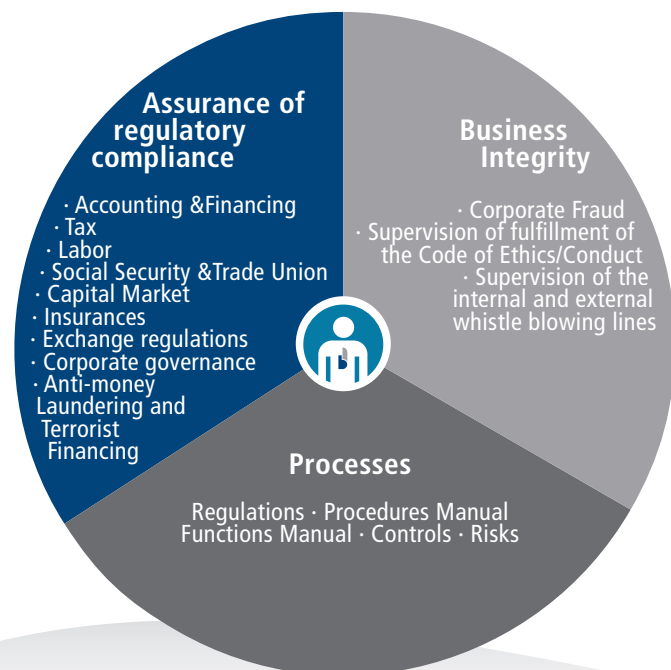 Assurance of
regulatory
compliance
· Accounting &Financing
· Tax
· Labor
· Social Security &Trade Union
· Capital Market
· Insurances
· Exchange regulations
· Corporate governance
· Anti-money
Laundering and
Terrorist
Financing
Business
Integrity
· Corporate Fraud
· Supervision of fulfillment of
the Code of Ethics/Conduct
· Supervision of the
internal and external
whistle blowing lines
Processes
Regulations · Procedures Manual
Functions Manual · Controls · Risks